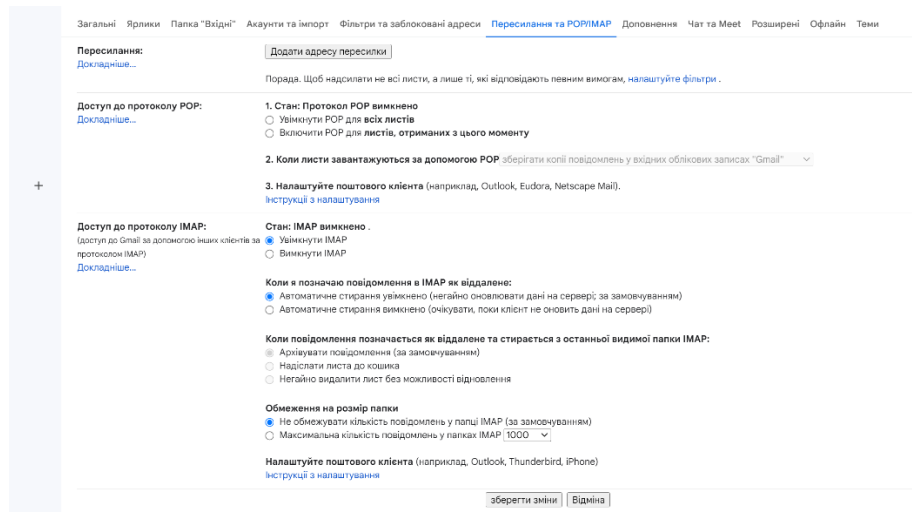 Загальні Ярлики Папка "Вхідні" Акаунти та імпорт Фільтри та заблоковані адреси Пересилання та POP/IMAP Доповнення Чат та Meet Розширені Офлайн Теми
Пересилання:
Докладніше...
Додати адресу пересилки
Порада. Щоб надсилати не всі листи, а лише ті, які відповідають певним вимогам, налаштуйте фільтри .
Доступ до протоколу POP:
Докладніше...
1. Стан: Протокол POP вимкнено
Увімкнути POP для всіх листів
Включити POP для листів, отриманих з цього моменту
2. Коли листи завантажуються за допомогою POP зберігати копії повідомлень у вхідних облікових записах "Gmail"
3. Налаштуйте поштового клієнта (наприклад, Outlook, Eudora, Netscape Mail).
Інструкції з налаштування
Доступ до протоколу IMAP:
(доступ до Gmail за допомогою інших клієнтів за
протоколом IMAP)
Докладніше...
Стан: IMAP вимкнено .
Увімкнути IMAP
Вимкнути IMAP
Коли я позначаю повідомлення в IMAP як віддалене:
Автоматичне стирання увімкнено (негайно оновлювати дані на сервері; за замовчуванням)
Автоматичне стирання вимкнено (очікувати, поки клієнт не оновить дані на сервері)
Коли повідомлення позначається як віддалене та стирається з останньої видимої папки IMAP:
Архівувати повідомлення (за замовчуванням)
Надіслати листа до кошика
Негайно видалити лист без можливості відновлення
Обмеження на розмір папки
Не обмежувати кількість повідомлень у папці IMAP (за замовчуванням)
Максимальна кількість повідомлень у папках IMAP 1000
Налаштуйте поштового клієнта (наприклад, Outlook, Thunderbird, iPhone)
Інструкції з налаштування
зберегти зміни Відміна